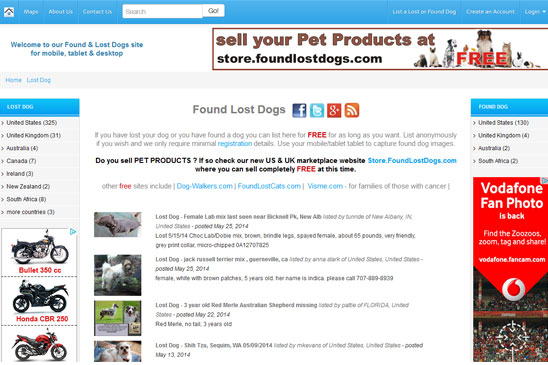 Maps About Us Contact Us Search Go! List a Lost or Found Dog Create an Account Login
Welcome to our Found & Lost Dogs site
for mobile, tablet & desktop
sell your Pet Products at
store.foundlostdogs.com
FREE
Home Lost Dog
LOST DOG
United States (325)
United Kingdom (31)
Australia (4)
Canada (7)
Ireland (3)
New Zealand (2)
South Africa (8)
more countries (3)
Bullet 350 cc
Honda CBR 250
Found Lost Dogs
If you have lost your dog or you have found a dog you can list here for FREE for as long as you want. List anonymously
if you wish and we only require minimal registration details. Use your mobile/tablet tablet to capture found dog images.
Do you sell PET PRODUCTS ? If so check our new US & UK marketplace website Store.FoundLostDogs.com
where you can sell completely FREE at this time.
other free sites include | Dog-Walkers.com | FoundLostCats.com | Visme.com - for families of those with cancer |
Lost Dog - Female Lab mix last seen near Bicknell Pk, New Alb listed by tunnde of New Albany, IN,
United States - posted May 25, 2014
Lost 5/15/14 Choc Lab/Dobie mix, brown, brindle legs, spayed female, about 65 pounds, very friendly,
grey print collar, micro-chipped 0A12707825
Lost Dog - jack russell terrier mix , guerneville, ca listed by anna dark of United States, United States -
posted May 25, 2014
female, white with brown patches, 5 years old. her name is indica. please call 707-889-8939
Lost Dog - 3 year old Red Merle Australian Shepherd missing listed by pattie of FLORIDA, United
States - posted May 22, 2014
Red Merle, no tail, 3 years old
Lost Dog - Shih Tzu, Sequim, WA 05/09/2014 listed by mkevans of United States, United States - posted
May 13, 2014
FOUND DOG
United States (130)
United Kingdom (4)
Australia (2)
South Africa (2)
Vodafone
Fan Photo
is back
Find the Zoozoos,
zoom, tag and share!
vodafone.fancam.com